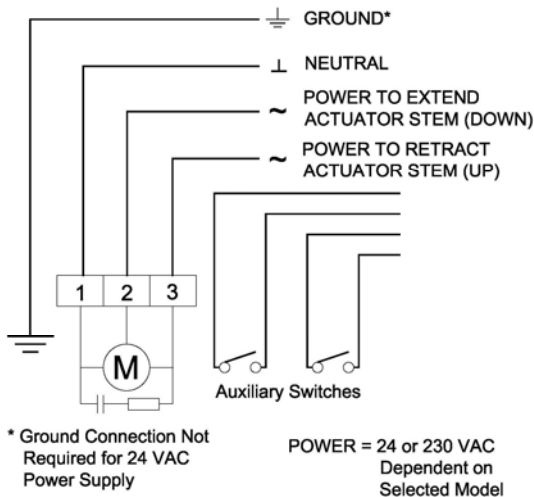 GROUND*
NEUTRAL
~ POWER TO EXTEND
ACTUATOR STEM (DOWN)
~ POWER TO RETRACT
ACTUATOR STEM (UP)
1 2 3
M
Auxiliary Switches
* Ground Connection Not
Required for 24 VAC
Power Supply
POWER = 24 or 230 VAC
Dependent on
Selected Model